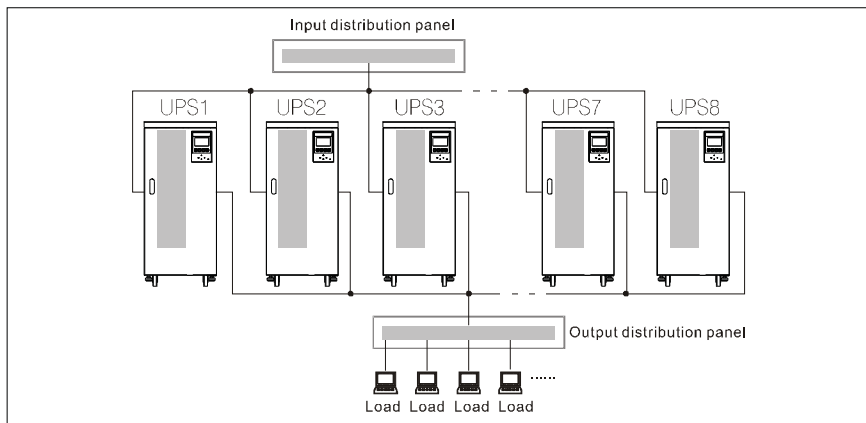 Input distribution panel
UPS1 UPS2 UPS3 UPS7 UPS8
Output distribution panel
......
Load Load Load Load